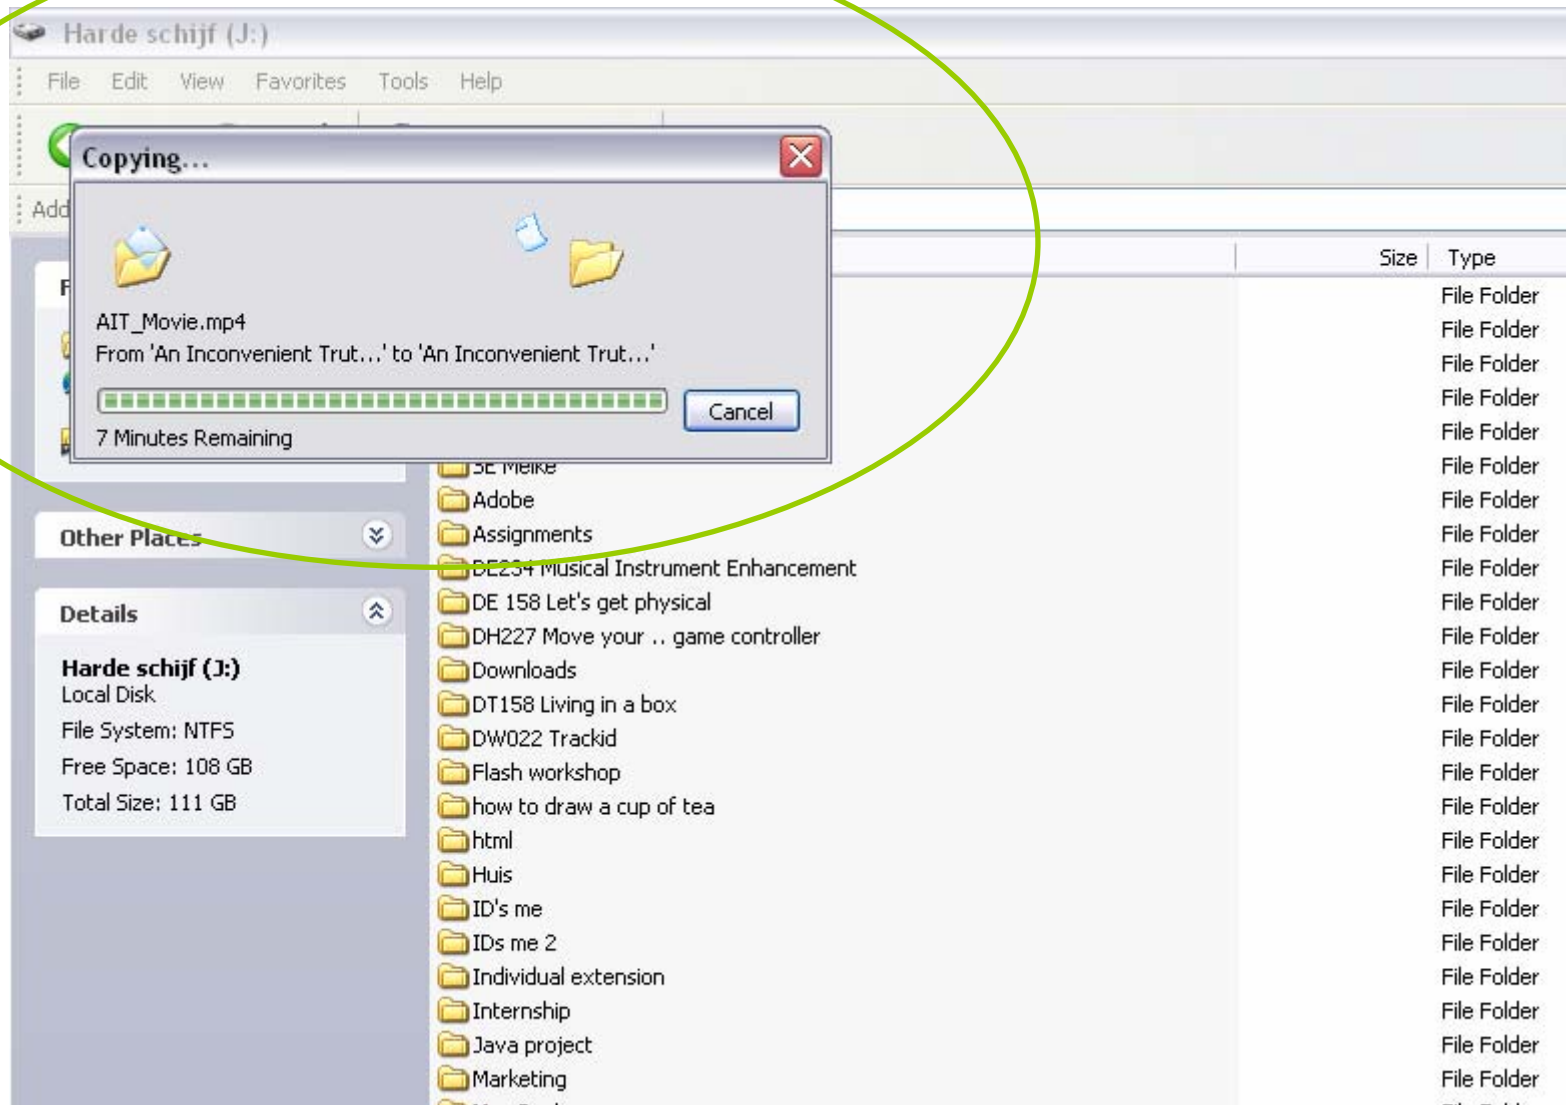 Harde schijf (J:)
File Edit View Favorites Tools Help
Copying...
Add
AIT_Movie.mp4
From 'An Inconvenient Trut...' to 'An Inconvenient Trut...'
Cancel
7 Minutes Remaining
Size Type
File Folder
File Folder
File Folder
File Folder
File Folder
SE Meike File Folder
Adobe File Folder
Assignments File Folder
DE234 Musical Instrument Enhancement File Folder
DE 158 Let's get physical File Folder
DH227 Move your .. game controller File Folder
Downloads File Folder
DT158 Living in a box File Folder
DW022 Trackid File Folder
Flash workshop File Folder
how to draw a cup of tea File Folder
html File Folder
Huis File Folder
ID's me File Folder
IDs me 2 File Folder
Individual extension File Folder
Internship File Folder
Java project File Folder
Marketing File Folder
Other Places
Details
Harde schijf (J:)
Local Disk
File System: NTFS
Free Space: 108 GB
Total Size: 111 GB